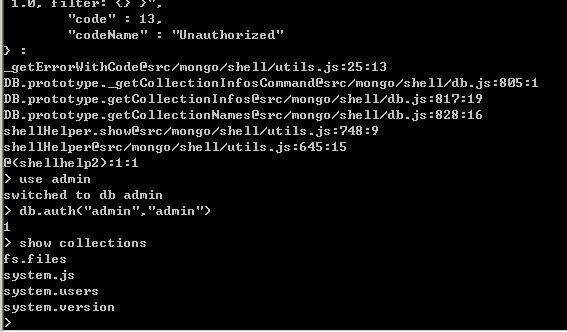 1.0, filter: {} }",
"code" : 13,
"codeName" : "Unauthorized"
} :
_getErrorWithCode@src/mongo/shell/utils.js:25:13
DB.prototype._getCollectionInfosCommand@src/mongo/shell/db.js:805:1
DB.prototype.getCollectionInfos@src/mongo/shell/db.js:817:19
DB.prototype.getCollectionNames@src/mongo/shell/db.js:828:16
shellHelper.show@src/mongo/shell/utils.js:748:9
shellHelper@src/mongo/shell/utils.js:645:15
@(shellhelp2):1:1
> use admin
switched to db admin
> db.auth("admin","admin")
1
> show collections
fs.files
system.js
system.users
system.version
>